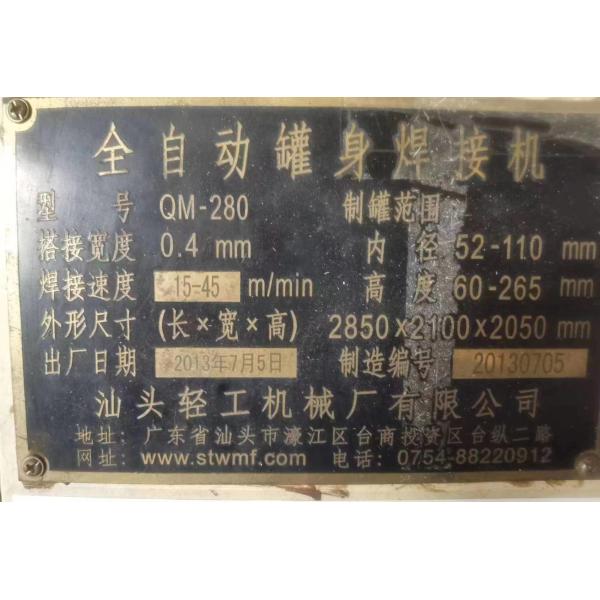 全自动罐身焊接机
型 号 QM-280 制罐范围
搭接宽度 0.4 mm 内 径 52-110 mm
焊接速度 15-45 m/min 高 度 60-265 mm
外形尺寸 (长×宽×高) 2850×2100×2050 mm
出厂日期 2013年7月5日 制造编号 20130705
汕头轻工机械厂有限公司
地址: 广东省汕头市濠江区台商投资区台纵二路
网址: www.stwmf.com 电话: 0754-88220912